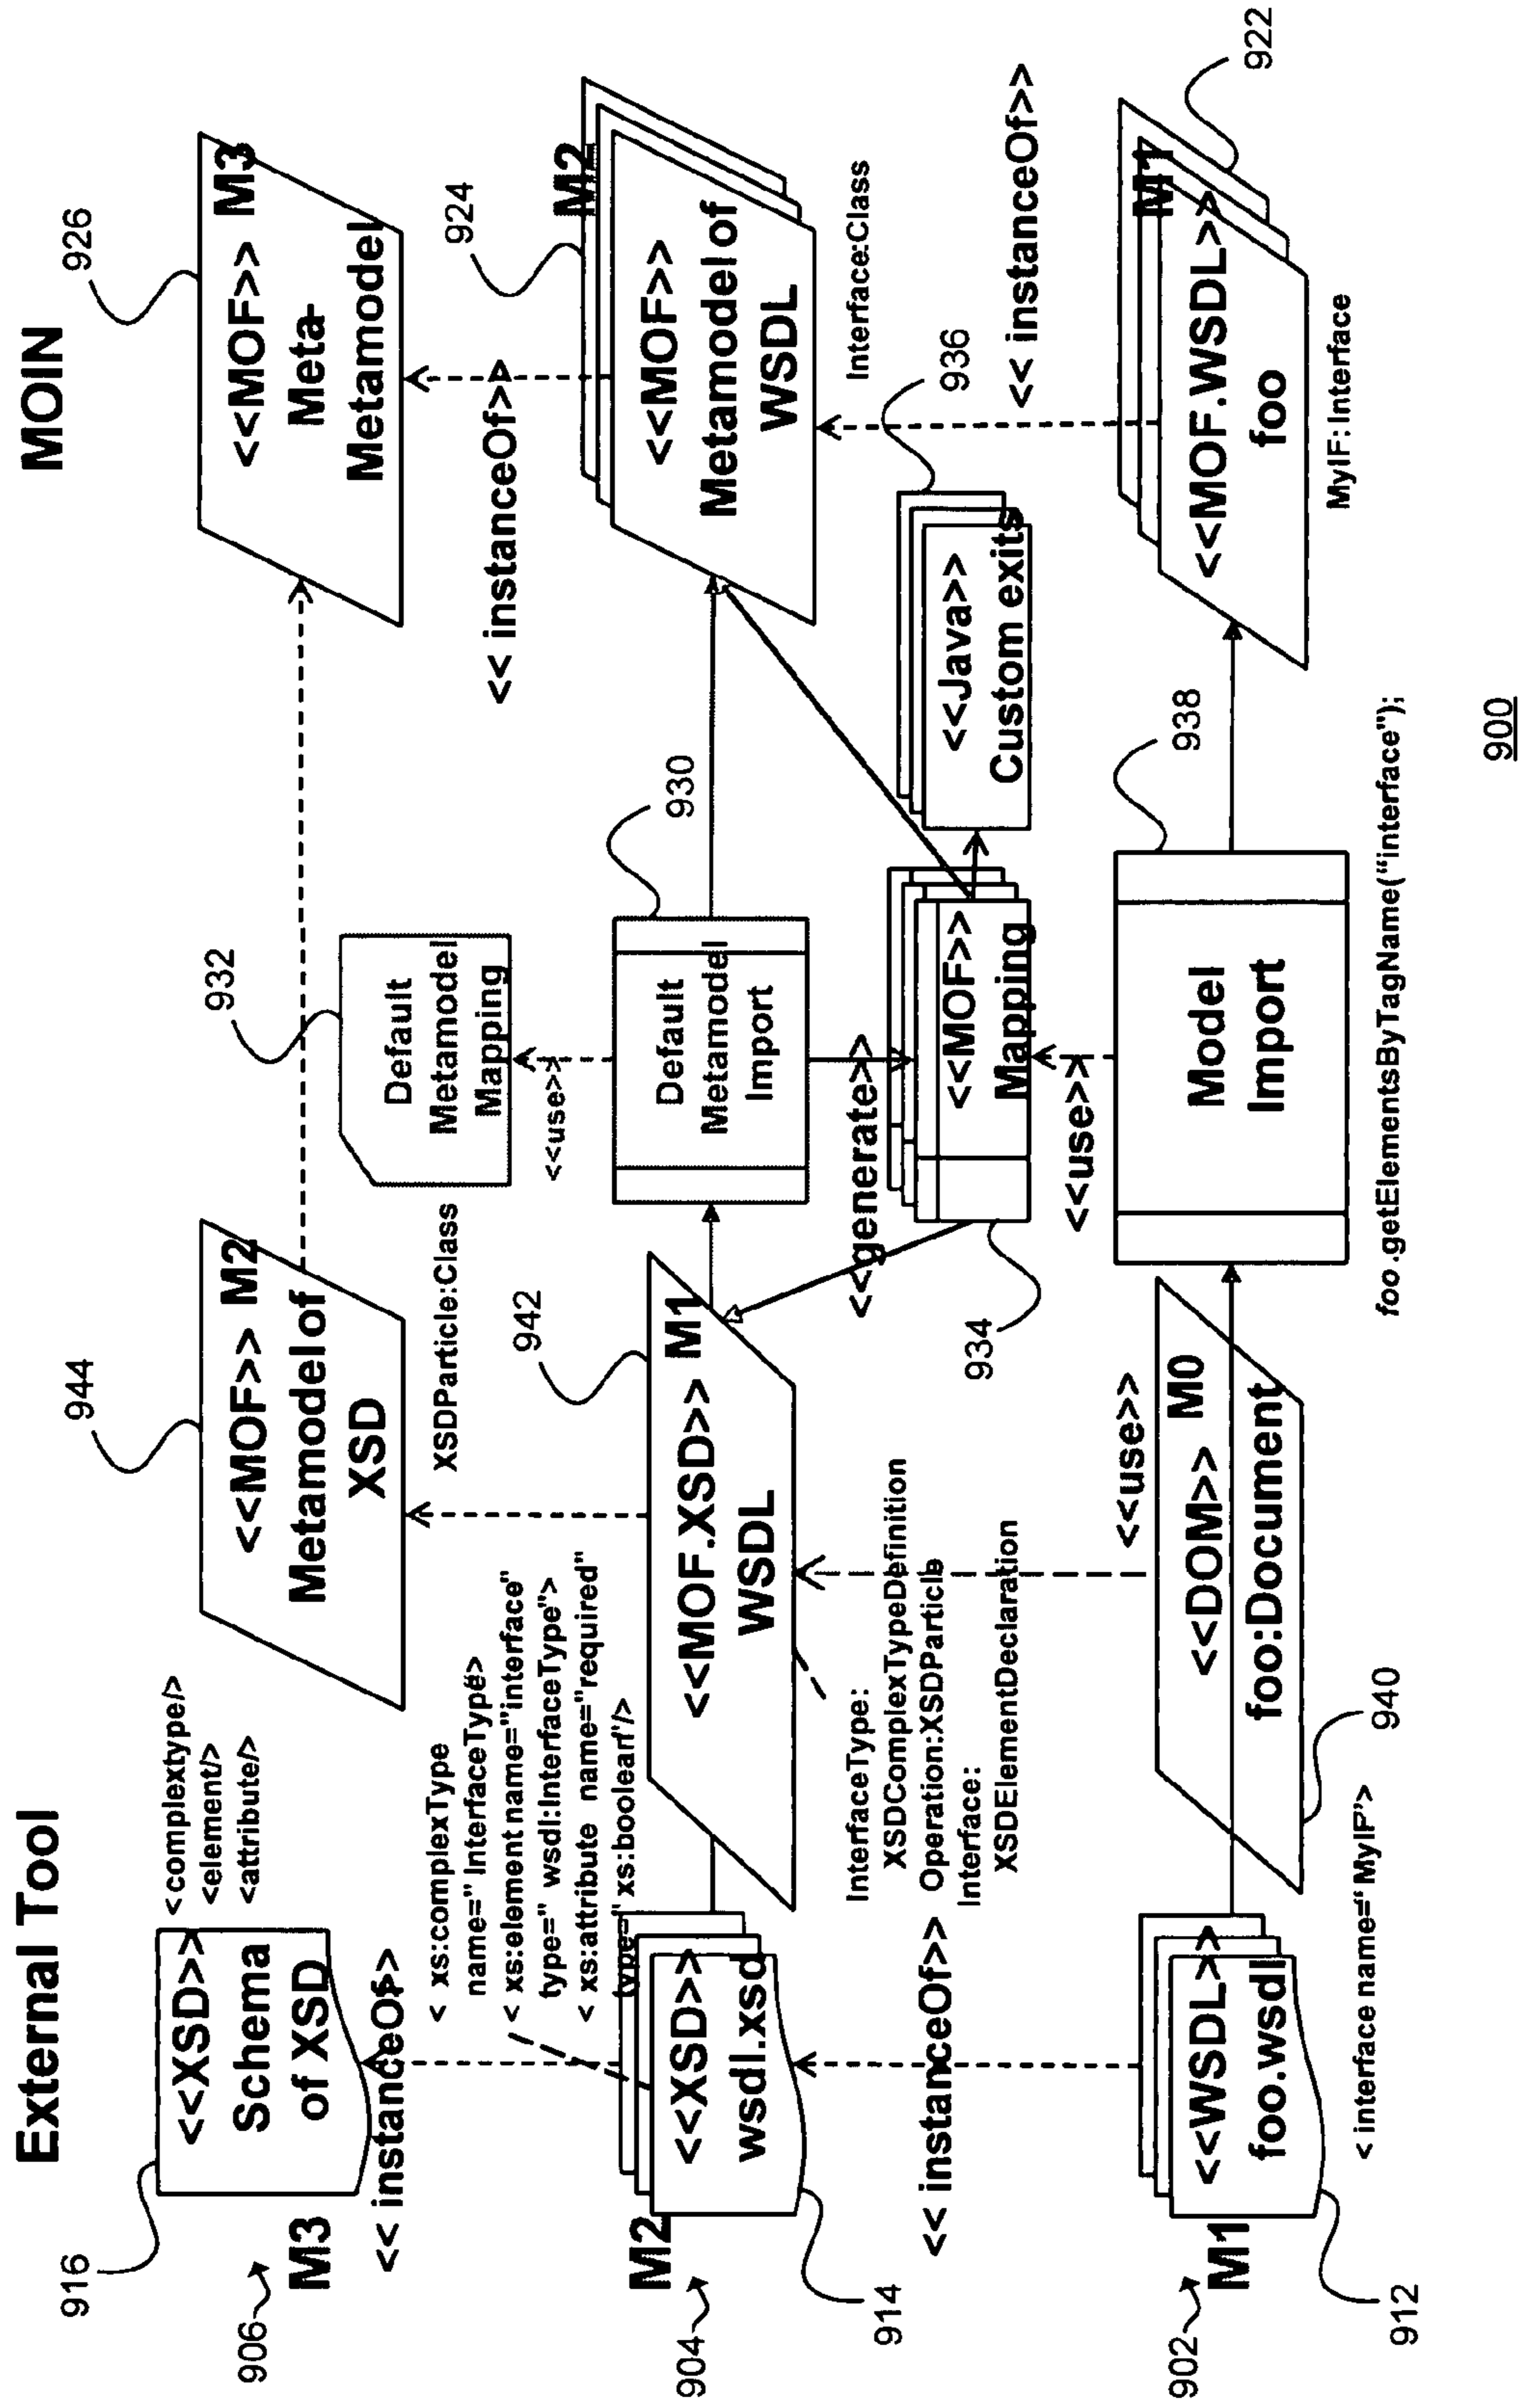 External Tool
MOIN
916
<<XSD>>
Schema
of XSD
<complextype/>
<element/>
<attribute/>
944
<<MOF>> M2
Metamodel of
XSD
932
Default
Metamodel
Mapping
926
<<MOF>> M3
Meta-
Metamodel
906
M3
<< instanceOf>>
< xs:complexType
name=" InterfaceType">
< xs:element name="interface"
type=" wsdl:InterfaceType">
< xs:attribute name="required"
type=" xs:boolean"/>
XSDParticle:Class
<<use>>
<< instanceOf>>
924
M2
904
M2
<<XSD>>
wsdl.xsd
914
942
<<MOF.XSD>> M1
WSDL
930
Default
Metamodel
Import
<<MOF>>
Metamodel of
WSDL
Interface:Class
<< instanceOf>>
InterfaceType:
XSDComplexTypeDefinition
Operation:XSDParticle
Interface:
XSDElementDeclaration
<<generate>>
934
<<MOF>>
Mapping
936
<<Java>>
Custom exits
<< instanceOf>>
<<use>>
<<use>>
902
M1
<<WSDL>>
foo.wsdl
912
< interface name=" MyIF">
<<DOM>> M0
foo:Document
940
938
Model
Import
foo .getElementsByTagName("interface");
M1
<<MOF.WSDL>>
foo
922
MyIF: Interface
900